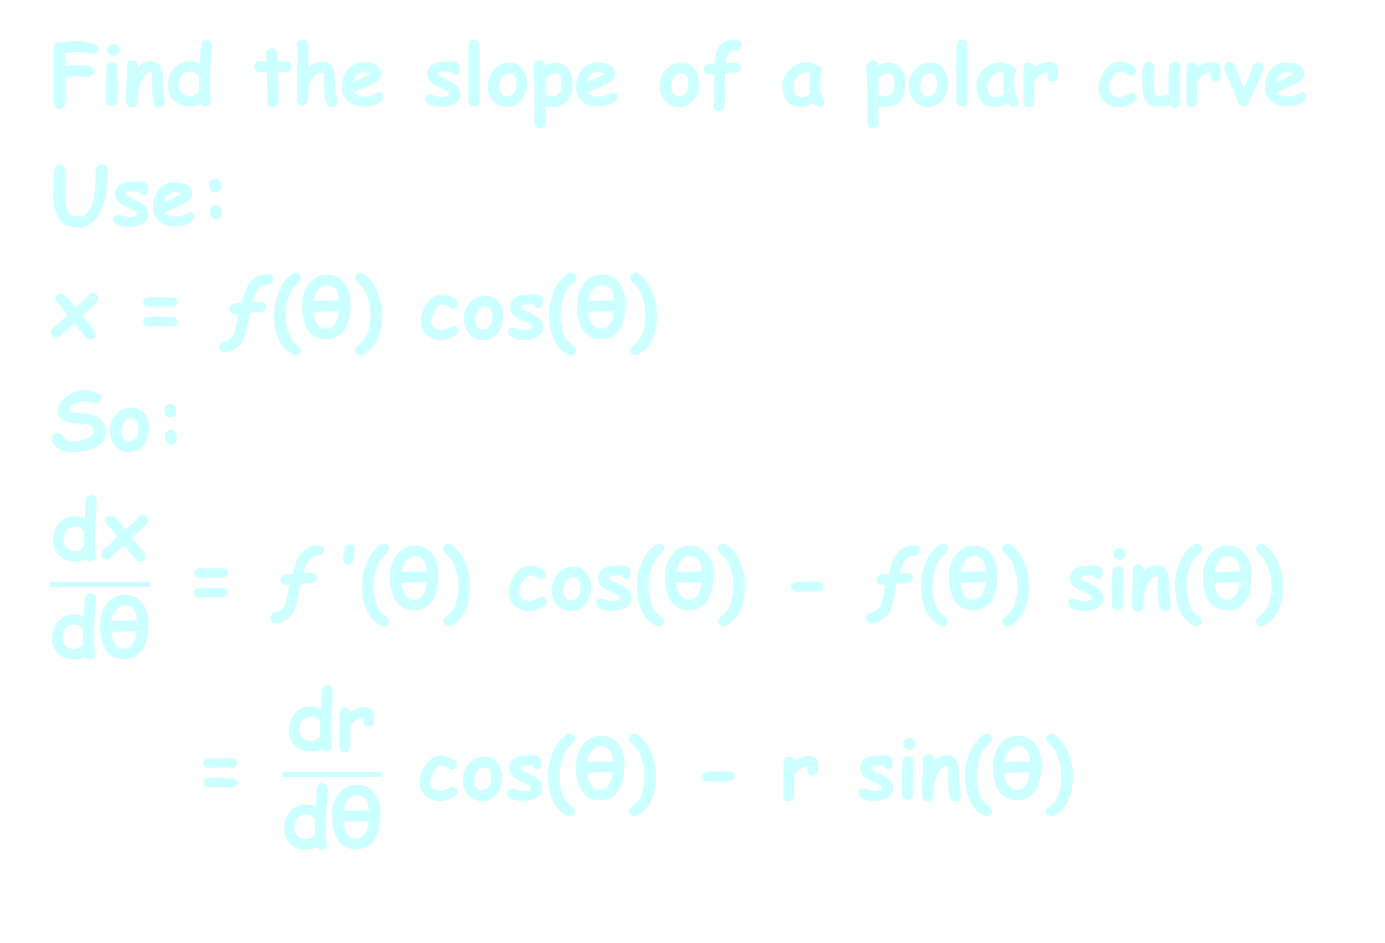 Find the slope of a polar curve
Use:
x = f(θ) cos(θ)
So:
dx/dθ = f '(θ) cos(θ) - f(θ) sin(θ)
= dr/dθ cos(θ) - r sin(θ)